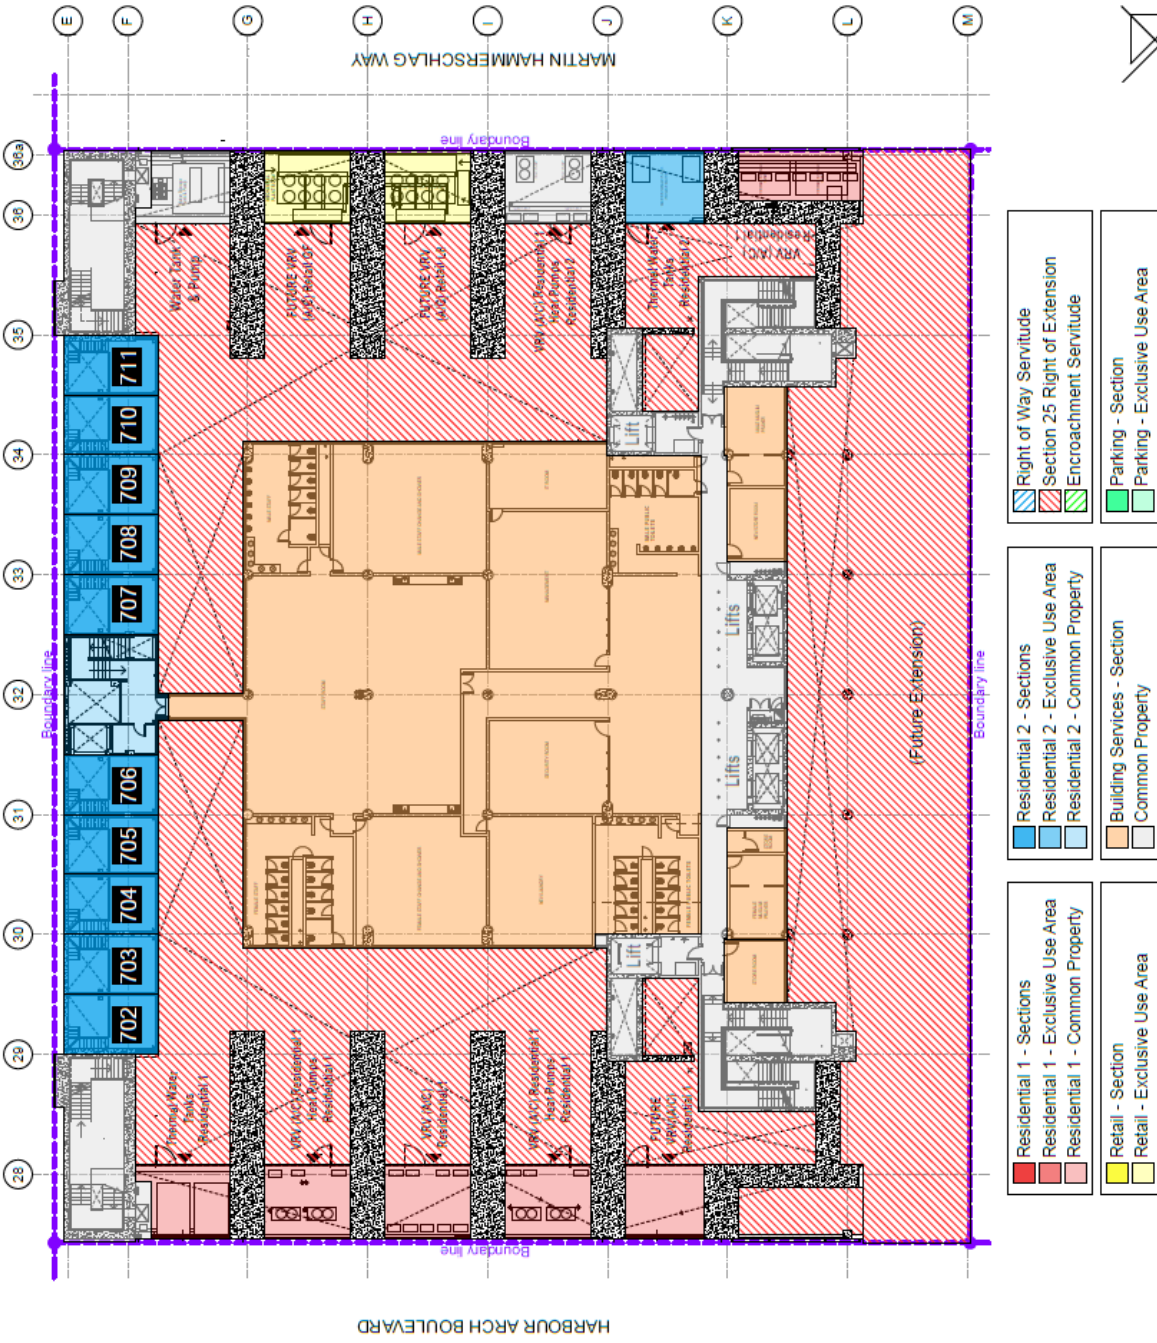 E
F
G
H
I
J
K
L
M
MARTIN HAMMERSCHLAG WAY
Boundary line
36a
36
35
34
33
32
31
30
29
28
Water Tank
& Pump
FUTURE VRV
(A/C) Retail GF
FUTURE VRV
(A/C) Retail L8
VRV (A/C) Residential 1
Heat Pumps
Residential 2
Thermal Water
Tanks
Residential 2
VRV (A/C)
Residential 1
711
710
709
708
707
706
705
704
703
702
Boundary line
Lift
Lifts
Lifts
Lift
(Future Extension)
Boundary line
Thermal Water
Tanks
Residential 1
VRV (A/C) Residential 1
Heat Pumps
Residential 1
VRV (A/C)
Residential 1
VRV (A/C) Residential 1
Heat Pumps
Residential 1
FUTURE
VRV (A/C)
Residential 1
Boundary line
HARBOUR ARCH BOULEVARD
Residential 1 - Sections
Residential 1 - Exclusive Use Area
Residential 1 - Common Property
Retail - Section
Retail - Exclusive Use Area
Residential 2 - Sections
Residential 2 - Exclusive Use Area
Residential 2 - Common Property
Building Services - Section
Common Property
Right of Way Servitude
Section 25 Right of Extension
Encroachment Servitude
Parking - Section
Parking - Exclusive Use Area